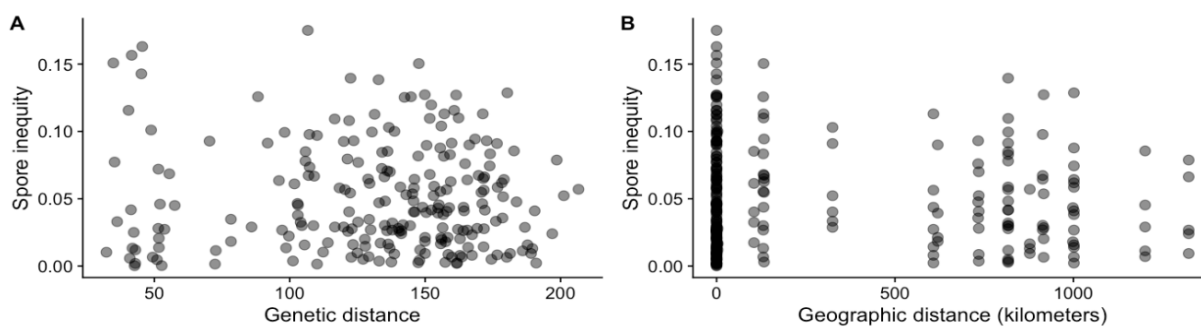 A
Spore inequity
0.15
0.10
0.05
0.00
50 100 150 200
Genetic distance
B
Spore inequity
0.15
0.10
0.05
0.00
0 500 1000
Geographic distance (kilometers)